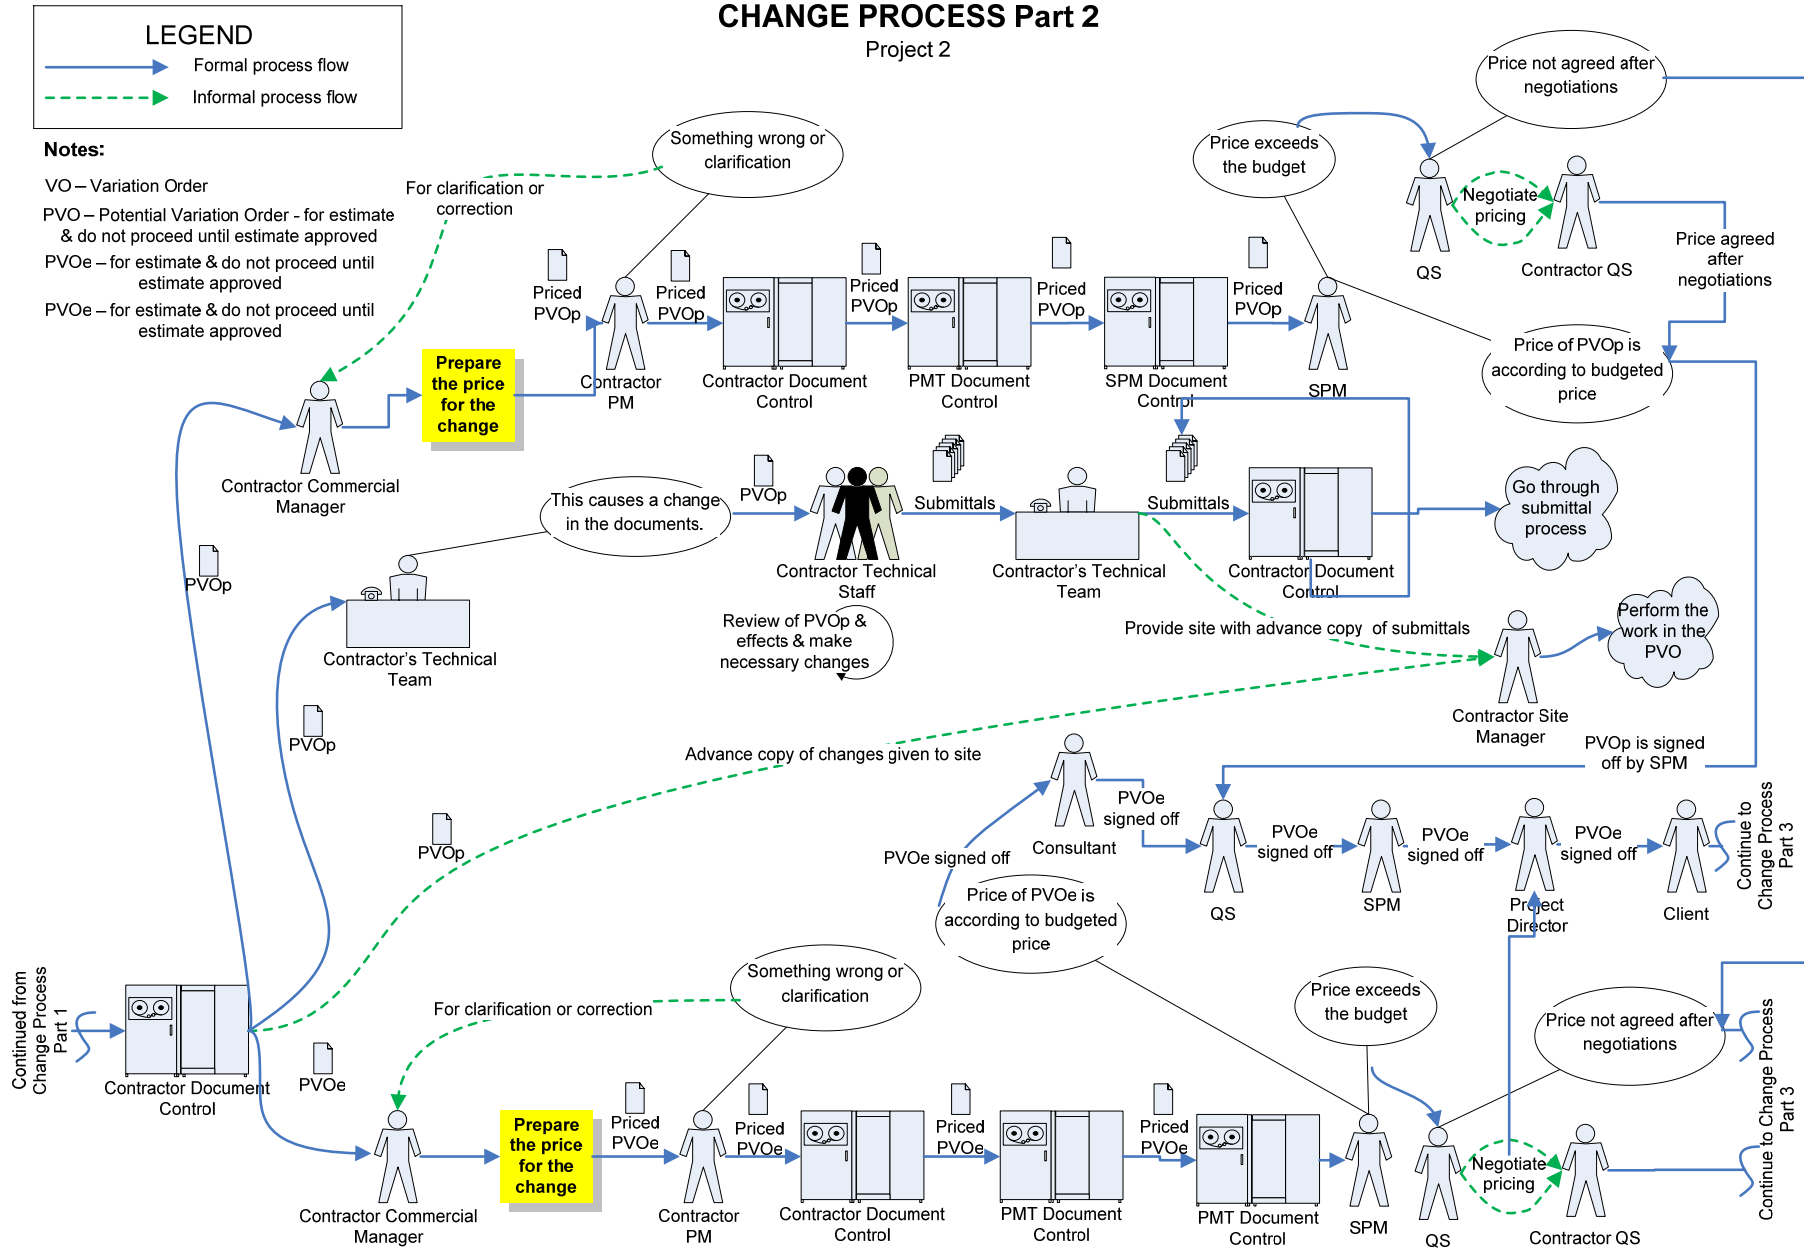 CHANGE PROCESS Part 2
Project 2
LEGEND
Formal process flow
Informal process flow
Notes:
VO – Variation Order
PVO – Potential Variation Order - for estimate
& do not proceed until estimate approved
PVOe – for estimate & do not proceed until
estimate approved
PVOe – for estimate & do not proceed until
estimate approved
For clarification or
correction
Something wrong or
clarification
Price exceeds
the budget
Price not agreed after
negotiations
Negotiate
pricing
QS
Contractor QS
Price agreed
after
negotiations
Priced
PVOp
Priced
PVOp
Priced
PVOp
Priced
PVOp
Priced
PVOp
Prepare
the price
for the
change
Contractor
PM
Contractor Document
Control
PMT Document
Control
SPM Document
Control
SPM
Price of PVOp is
according to budgeted
price
Contractor Commercial
Manager
This causes a change
in the documents.
PVOp
Submittals
Submittals
Go through
submittal
process
Contractor Technical
Staff
Contractor's Technical
Team
Contractor Document
Control
PVOp
Contractor's Technical
Team
Review of PVOp &
effects & make
necessary changes
Provide site with advance copy of submittals
Perform the
work in the
PVO
Contractor Site
Manager
PVOp
Advance copy of changes given to site
PVOp is signed
off by SPM
PVOp
PVOe signed off
Consultant
PVOe
signed off
PVOe
signed off
PVOe
signed off
PVOe
signed off
QS
SPM
Project
Director
Client
Continue to
Change Process
Part 3
Price of PVOe is
according to budgeted
price
Continued from
Change Process
Part 1
Contractor Document
Control
PVOe
For clarification or correction
Something wrong or
clarification
Price exceeds
the budget
Price not agreed after
negotiations
Continue to Change Process
Part 3
Contractor Commercial
Manager
Prepare
the price
for the
change
Priced
PVOe
Priced
PVOe
Priced
PVOe
Priced
PVOe
Contractor
PM
Contractor Document
Control
PMT Document
Control
PMT Document
Control
SPM
QS
Negotiate
pricing
Contractor QS